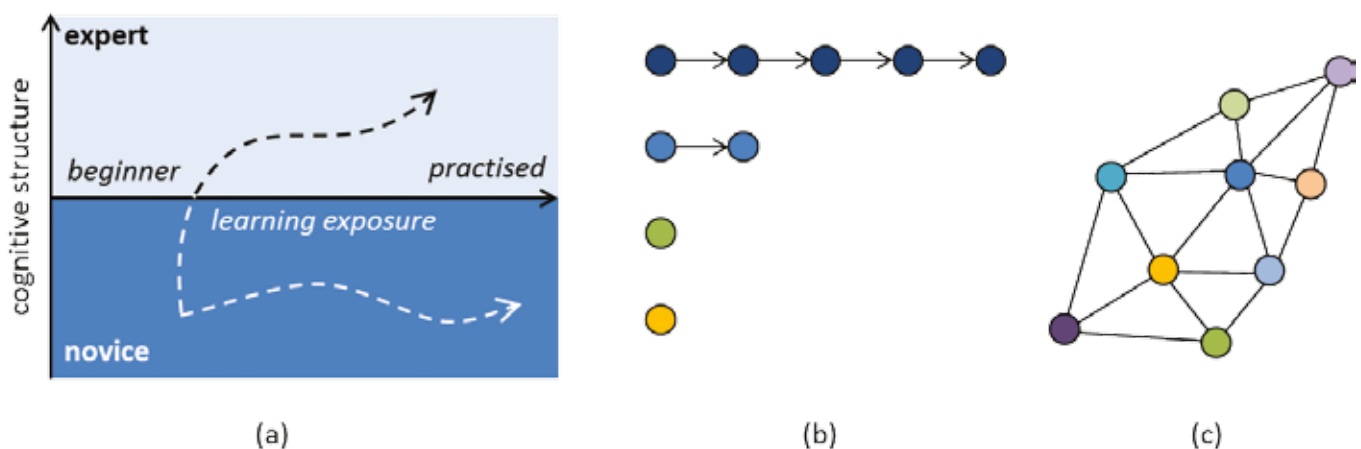 expert
cognitive structure
beginner
practised
learning exposure
novice
(a)
(b)
(c)